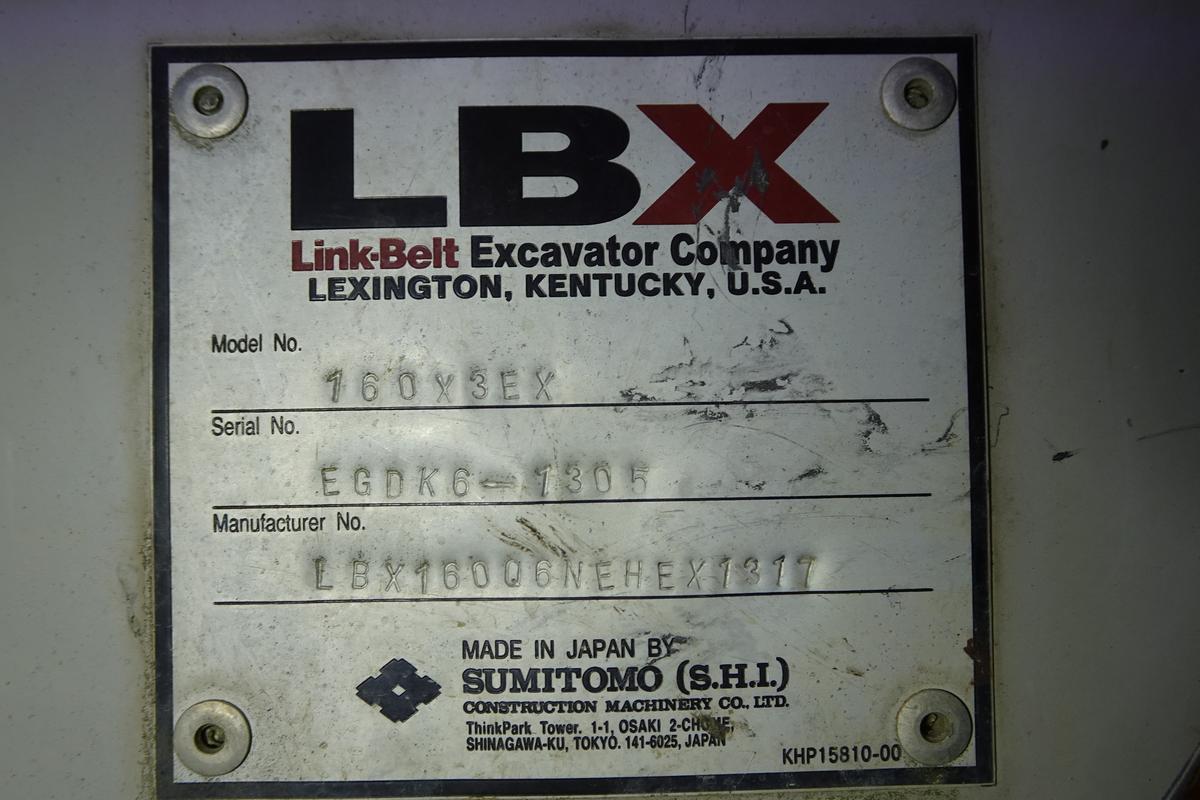 LBX
Link-Belt Excavator Company
LEXINGTON, KENTUCKY, U.S.A.
Model No.
160X3EX
Serial No.
EGDK6-1305
Manufacturer No.
LBX160Q6NEHEX1317
MADE IN JAPAN BY
SUMITOMO (S.H.I.)
CONSTRUCTION MACHINERY CO., LTD.
ThinkPark Tower. 1-1, OSAKI 2-CHOME,
SHINAGAWA-KU, TOKYO. 141-6025, JAPAN
KHP15810-00